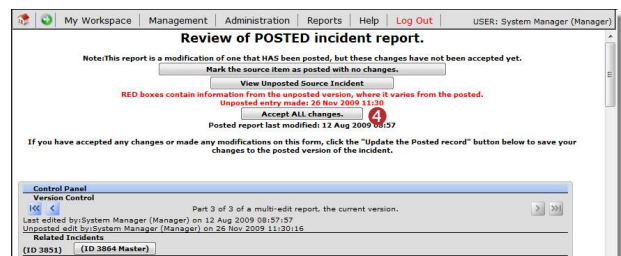 My Workspace | Management | Administration | Reports | Help | Log Out | USER: System Manager (Manager)
Review of POSTED incident report.
Note:This report is a modification of one that HAS been posted, but these changes have not been accepted yet.
Mark the source item as posted with no changes.
View Unposted Source Incident
RED boxes contain information from the unposted version, where it varies from the posted.
Unposted entry made: 26 Nov 2009 11:30
Accept ALL changes. 4
Posted report last modified: 12 Aug 2009 08:57
If you have accepted any changes or made any modifications on this form, click the "Update the Posted record" button below to save your
changes to the posted version of the incident.
Control Panel
Version Control
Part 3 of 3 of a multi-edit report, the current version.
Last edited by:System Manager (Manager) on 12 Aug 2009 08:57:57
Unposted edit by:System Manager (Manager) on 26 Nov 2009 11:30:16
Related Incidents
(ID 3851) (ID 3864 Master)